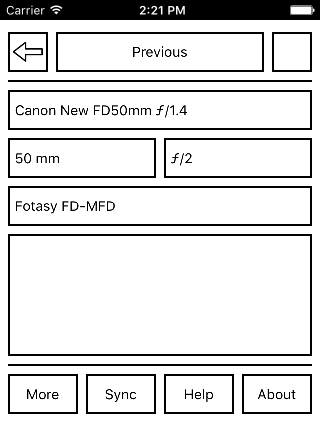 Carrier 2:21 PM
Previous
Canon New FD50mm ƒ/1.4
50 mm ƒ/2
Fotasy FD-MFD
More Sync Help About